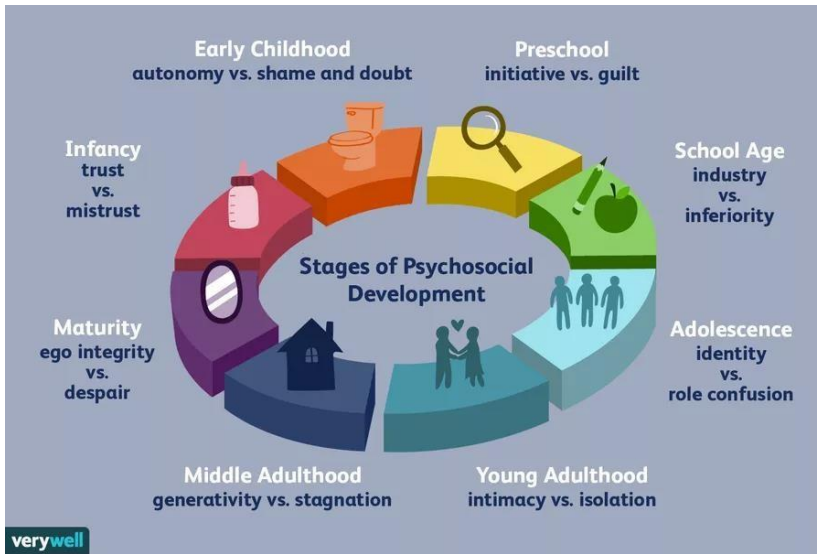 Early Childhood
autonomy vs. shame and doubt
Preschool
initiative vs. guilt
Infancy
trust
vs.
mistrust
School Age
industry
vs.
inferiority
Stages of Psychosocial
Development
Maturity
ego integrity
vs.
despair
Adolescence
identity
vs.
role confusion
Middle Adulthood
generativity vs. stagnation
Young Adulthood
intimacy vs. isolation
verywell